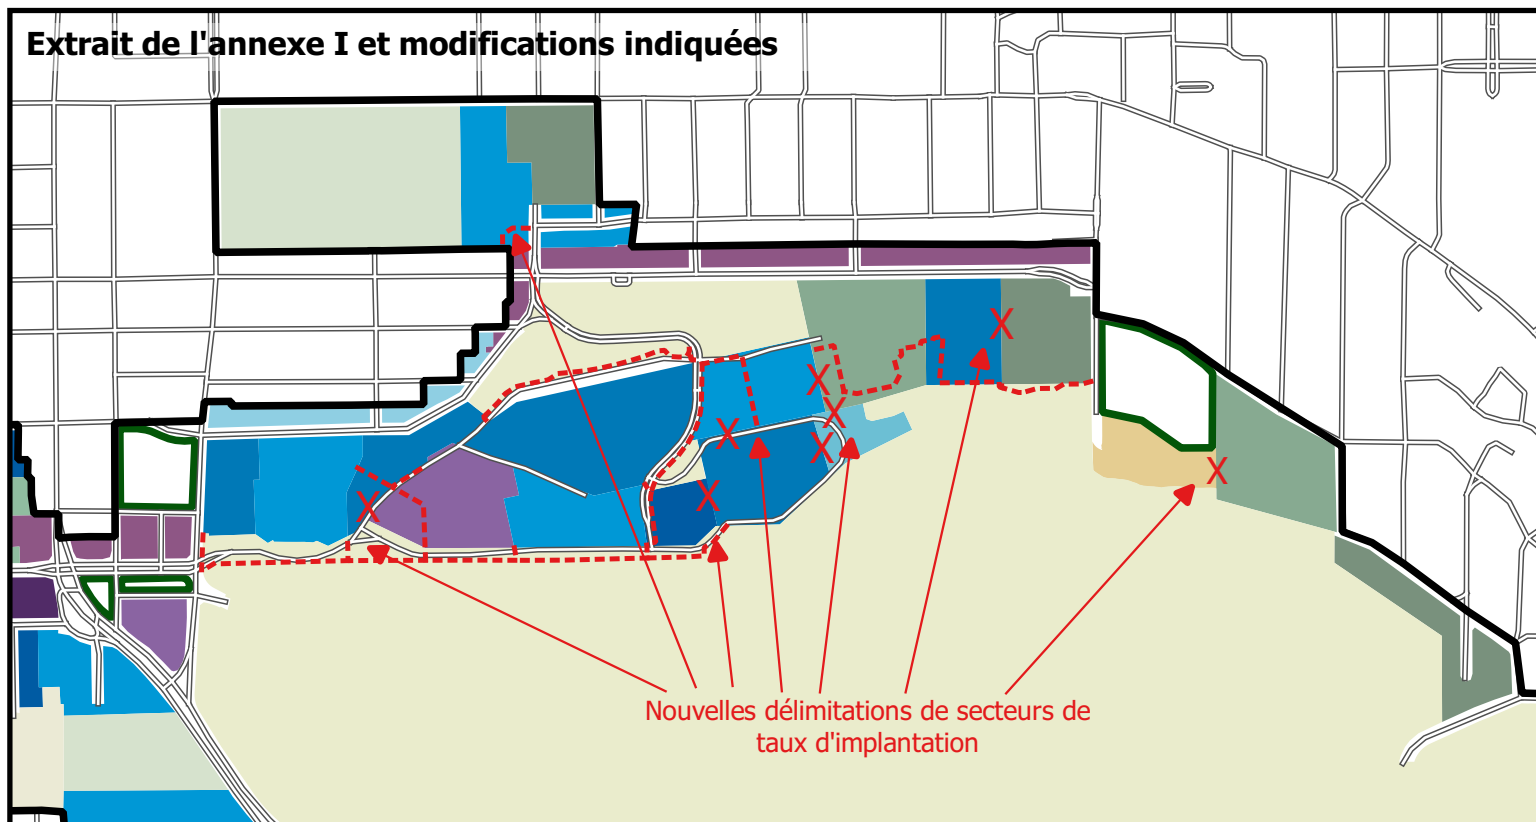 Extrait de l'annexe I et modifications indiquées
X
X
X
X
X
X
X
X
Nouvelles délimitations de secteurs de
taux d'implantation